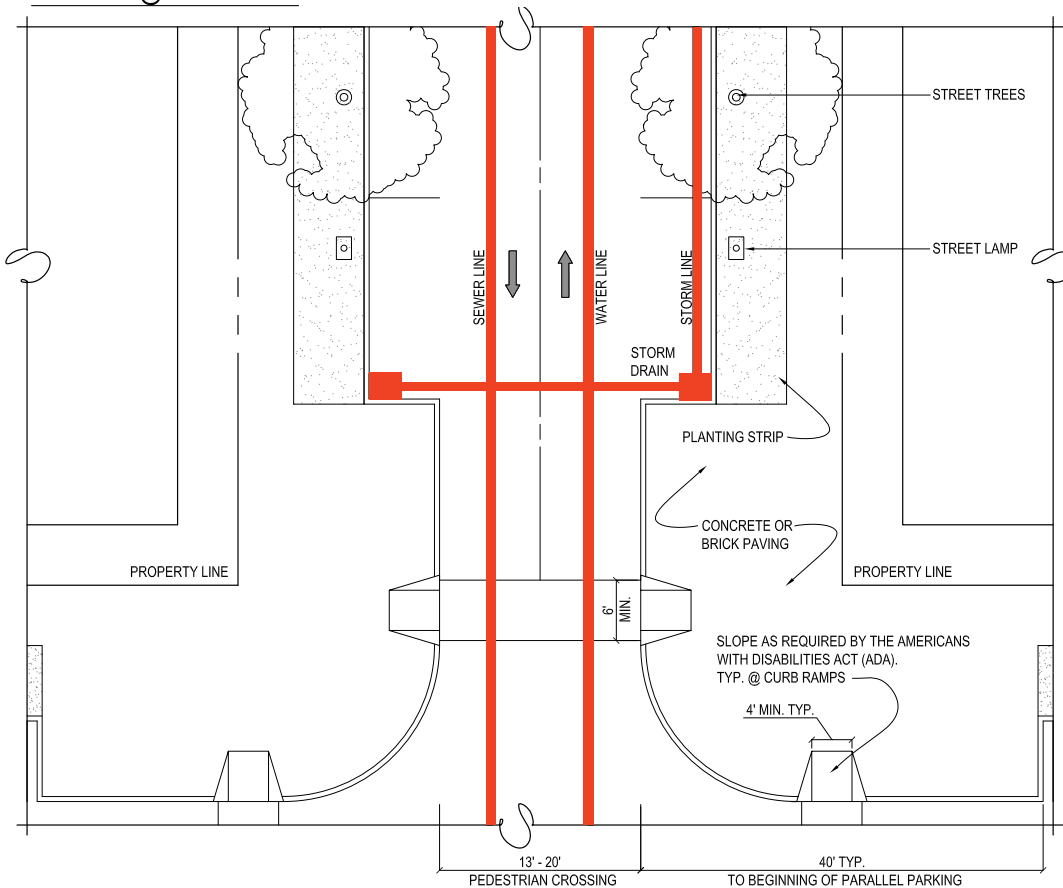 STREET TREES
STREET LAMP
SEWER LINE
WATER LINE
STORM LINE
STORM
DRAIN
PLANTING STRIP
CONCRETE OR
BRICK PAVING
PROPERTY LINE
PROPERTY LINE
6'
MIN.
SLOPE AS REQUIRED BY THE AMERICANS
WITH DISABILITIES ACT (ADA).
TYP. @ CURB RAMPS
4' MIN. TYP.
13' - 20'
PEDESTRIAN CROSSING
40' TYP.
TO BEGINNING OF PARALLEL PARKING